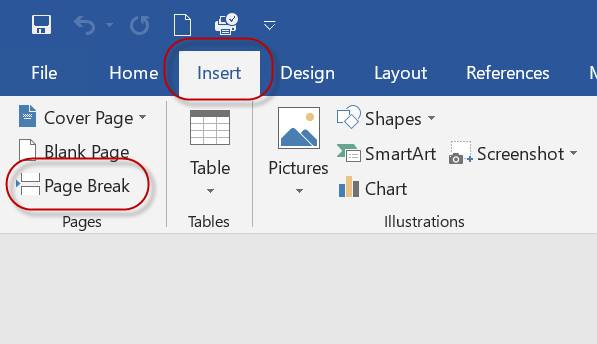 File Home Insert Design Layout References M
Cover Page
Blank Page
Page Break
Pages
Table
Tables
Pictures
Shapes
SmartArt
Chart
Screenshot
Illustrations